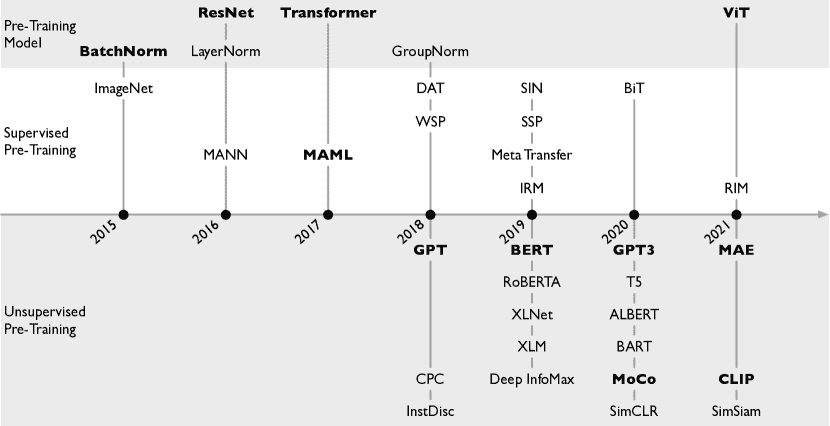 Pre-Training
Model
ResNet
Transformer
ViT
BatchNorm
LayerNorm
GroupNorm
ImageNet
DAT
SIN
BiT
WSP
SSP
Supervised
Pre-Training
MANN
MAML
Meta Transfer
IRM
RIM
2015
2016
2017
2018
2019
2020
2021
GPT
BERT
GPT3
MAE
RoBERTA
T5
Unsupervised
Pre-Training
XLNet
ALBERT
XLM
BART
CPC
Deep InfoMax
MoCo
CLIP
InstDisc
SimCLR
SimSiam